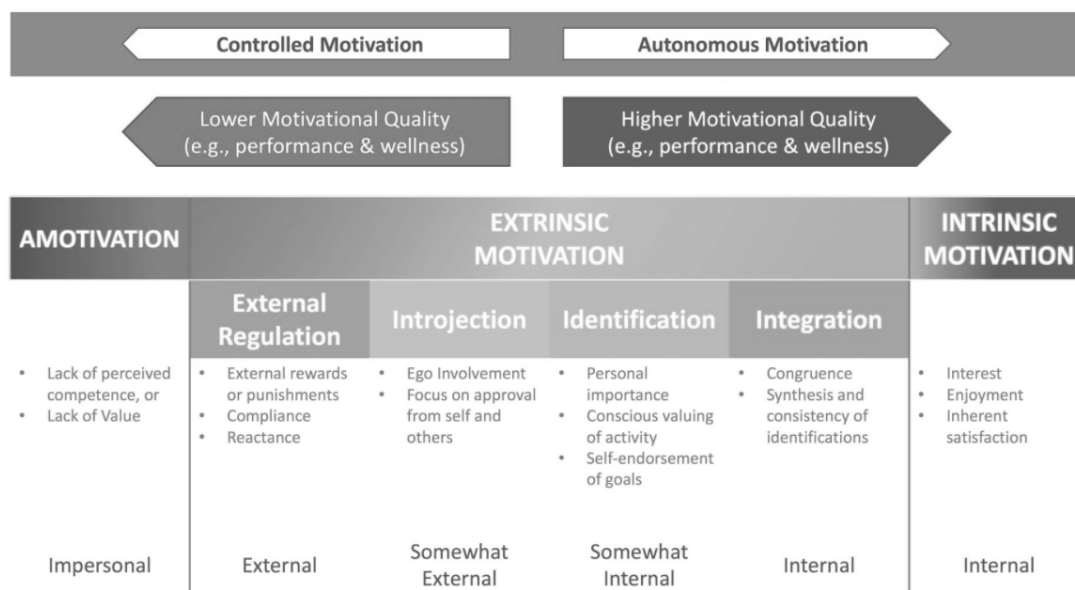 Controlled Motivation
Autonomous Motivation
Lower Motivational Quality
(e.g., performance & wellness)
Higher Motivational Quality
(e.g., performance & wellness)
AMOTIVATION
EXTRINSIC
MOTIVATION
INTRINSIC
MOTIVATION
External
Regulation
Introjection
Identification
Integration
• Lack of perceived
competence, or
• Lack of Value
• External rewards
or punishments
• Compliance
• Reactance
• Ego Involvement
• Focus on approval
from self and
others
• Personal
importance
• Conscious valuing
of activity
• Self-endorsement
of goals
• Congruence
• Synthesis and
consistency of
identifications
• Interest
• Enjoyment
• Inherent
satisfaction
Impersonal
External
Somewhat
External
Somewhat
Internal
Internal
Internal